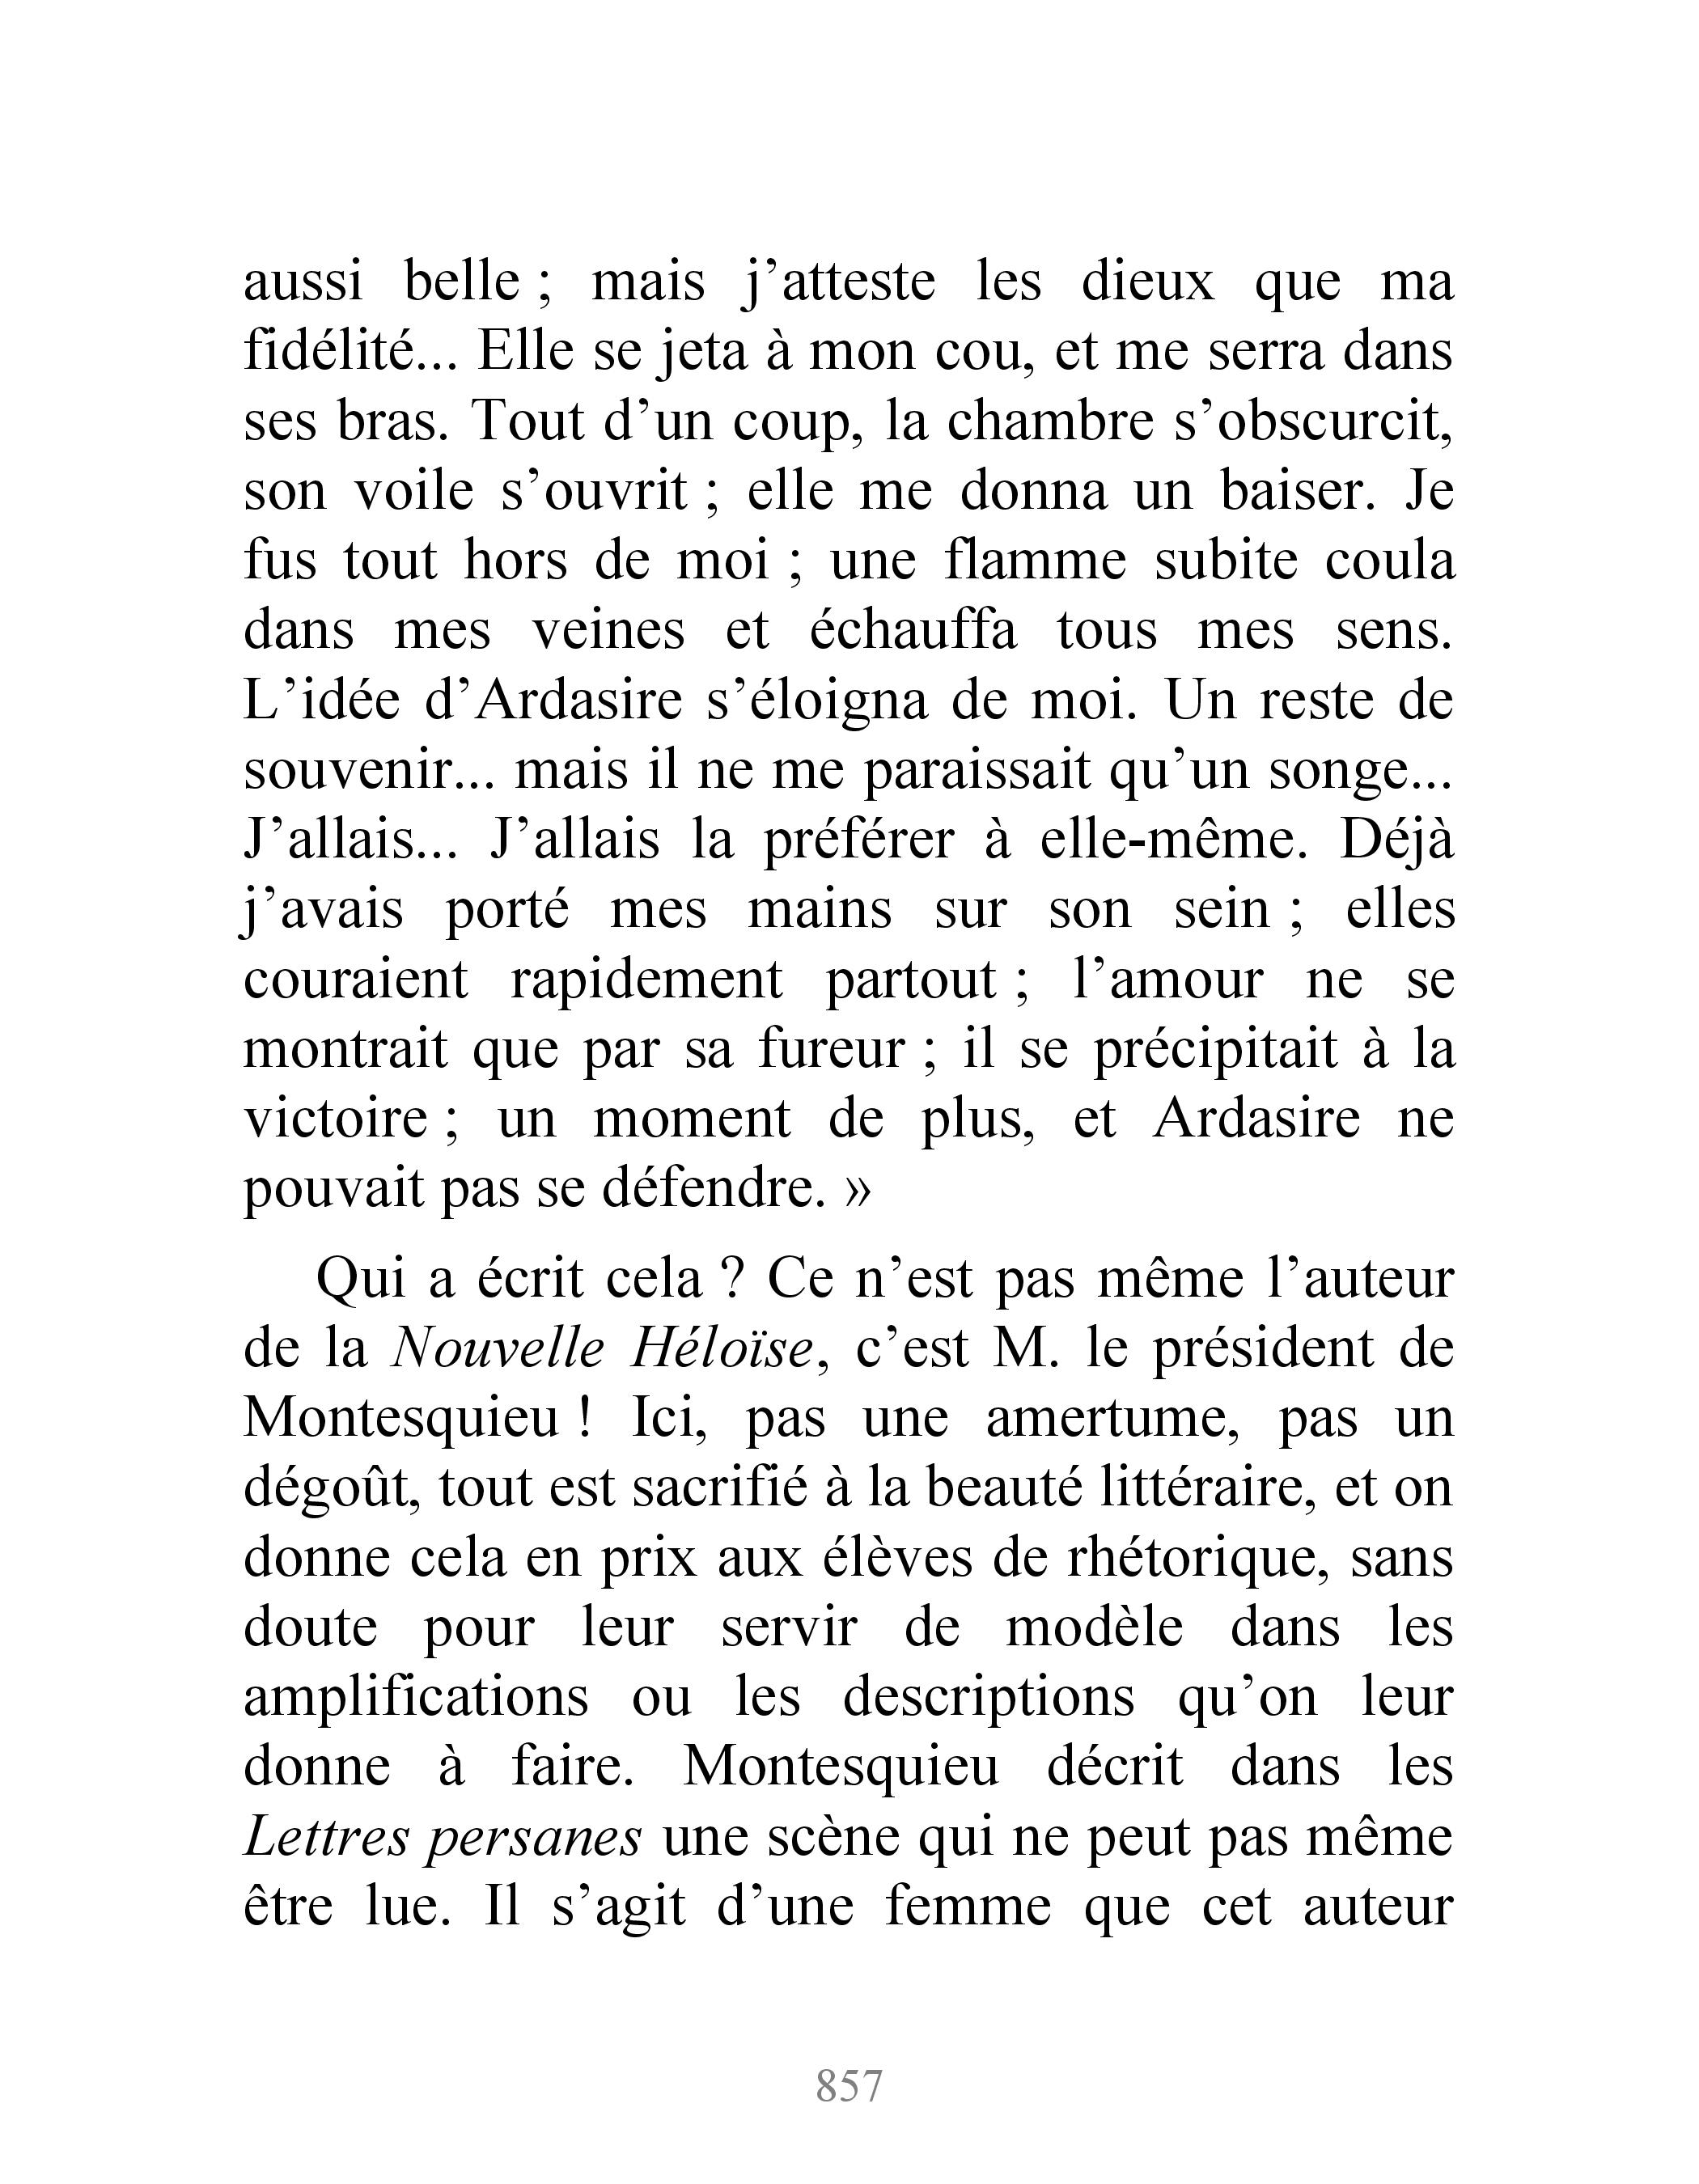 aussi belle ; mais j’atteste les dieux que ma
fidélité... Elle se jeta à mon cou, et me serra dans
ses bras. Tout d’un coup, la chambre s’obscurcit,
son voile s’ouvrit ; elle me donna un baiser. Je
fus tout hors de moi ; une flamme subite coula
dans mes veines et échauffa tous mes sens.
L’idée d’Ardasire s’éloigna de moi. Un reste de
souvenir... mais il ne me paraissait qu’un songe...
J’allais... J’allais la préférer à elle-même. Déjà
j’avais porté mes mains sur son sein ; elles
couraient rapidement partout ; l’amour ne se
montrait que par sa fureur ; il se précipitait à la
victoire ; un moment de plus, et Ardasire ne
pouvait pas se défendre. »
Qui a écrit cela ? Ce n’est pas même l’auteur
de la Nouvelle Héloïse, c’est M. le président de
Montesquieu ! Ici, pas une amertume, pas un
dégoût, tout est sacrifié à la beauté littéraire, et on
donne cela en prix aux élèves de rhétorique, sans
doute pour leur servir de modèle dans les
amplifications ou les descriptions qu’on leur
donne à faire. Montesquieu décrit dans les
Lettres persanes une scène qui ne peut pas même
être lue. Il s’agit d’une femme que cet auteur
857